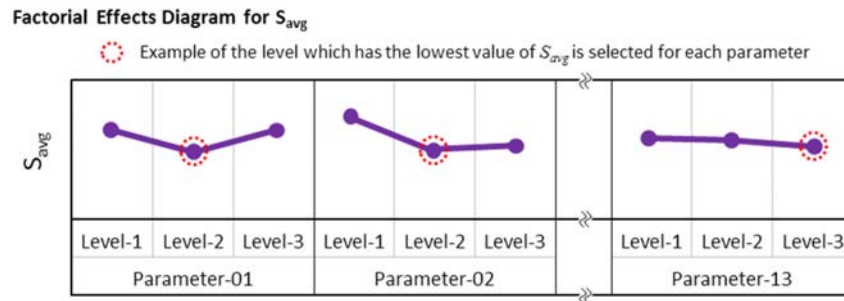 Factorial Effects Diagram for Savg
Example of the level which has the lowest value of Savg is selected for each parameter
Savg
Level-1 Level-2 Level-3 Level-1 Level-2 Level-3 Level-1 Level-2 Level-3
Parameter-01 Parameter-02 Parameter-13